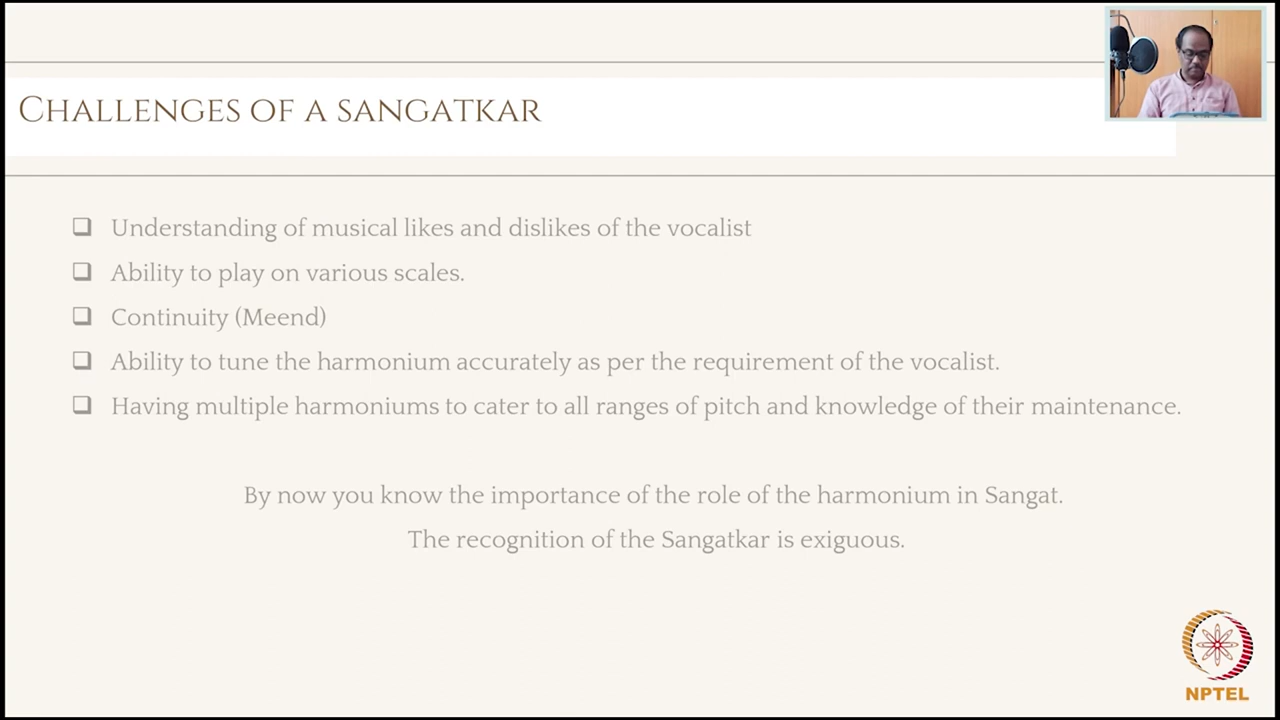 CHALLENGES OF A SANGATKAR
❑ Understanding of musical likes and dislikes of the vocalist
❑ Ability to play on various scales.
❑ Continuity (Meend)
❑ Ability to tune the harmonium accurately as per the requirement of the vocalist.
❑ Having multiple harmoniums to cater to all ranges of pitch and knowledge of their maintenance.
By now you know the importance of the role of the harmonium in Sangat.
The recognition of the Sangatkar is exiguous.
NPTEL